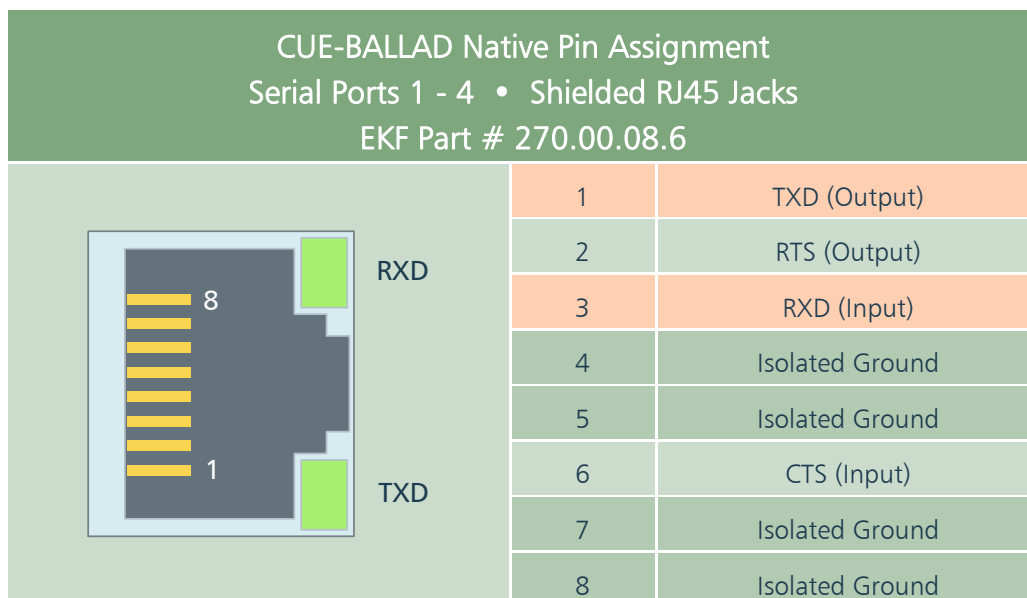 CUE-BALLAD Native Pin Assignment
Serial Ports 1 - 4 • Shielded RJ45 Jacks
EKF Part # 270.00.08.6
8
RXD
1
TXD
1 TXD (Output)
2 RTS (Output)
3 RXD (Input)
4 Isolated Ground
5 Isolated Ground
6 CTS (Input)
7 Isolated Ground
8 Isolated Ground